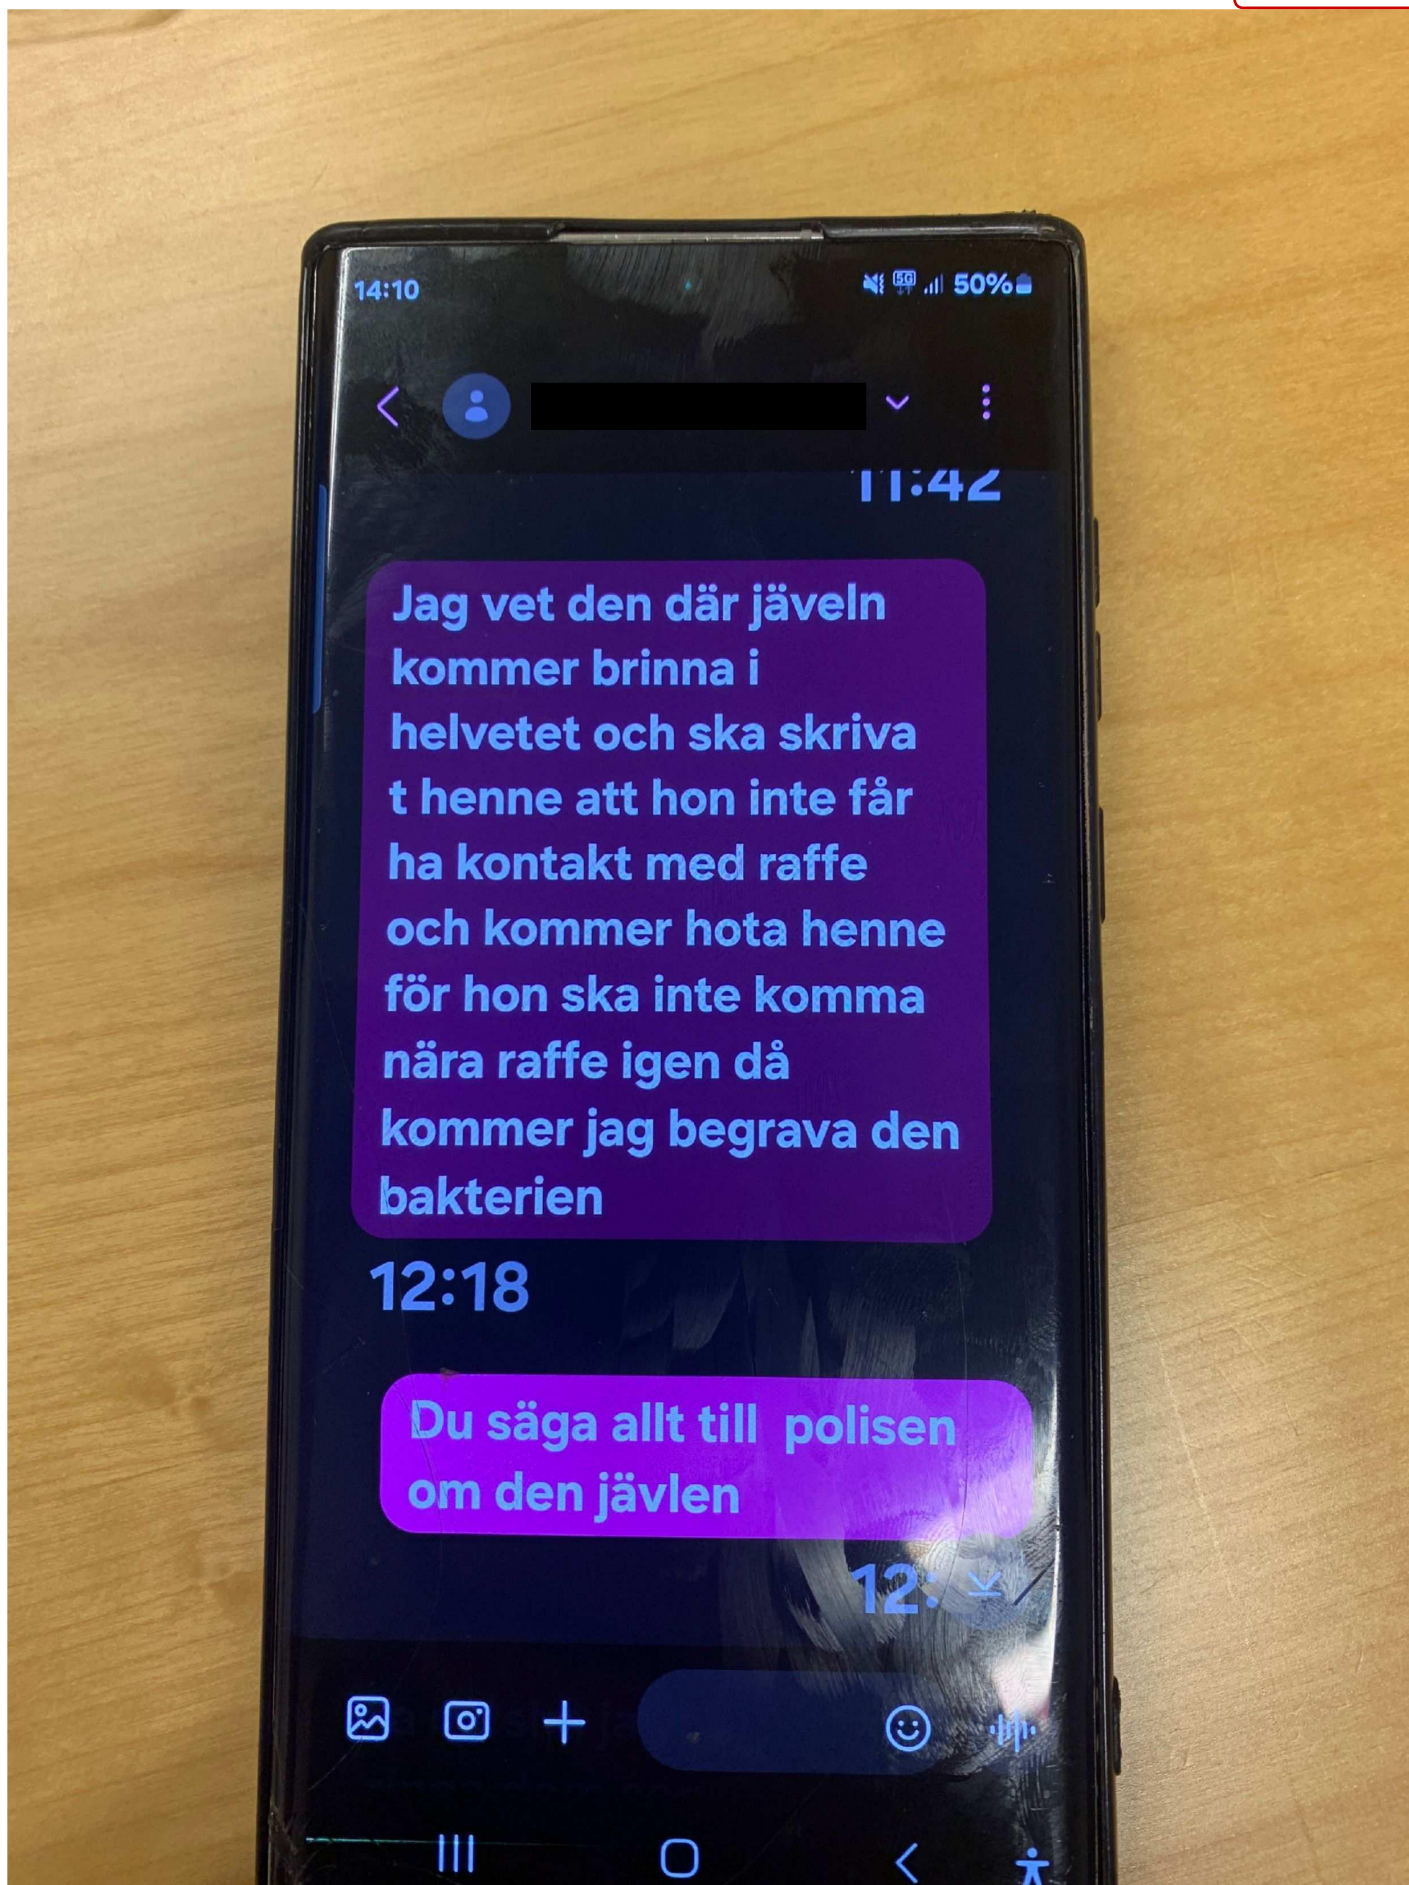 14:10
5G
50%
11:42
Jag vet den där jäveln
kommer brinna i
helvetet och ska skriva
t henne att hon inte får
ha kontakt med raffe
och kommer hota henne
för hon ska inte komma
nära raffe igen då
kommer jag begrava den
bakterien
12:18
Du säga allt till polisen
om den jävlen
12: